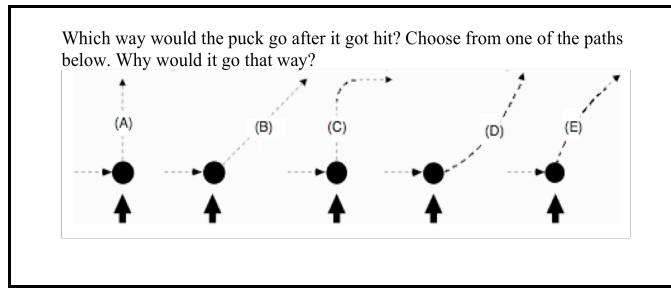 Which way would the puck go after it got hit? Choose from one of the paths
below. Why would it go that way?
(A)
(B)
(C)
(D)
(E)